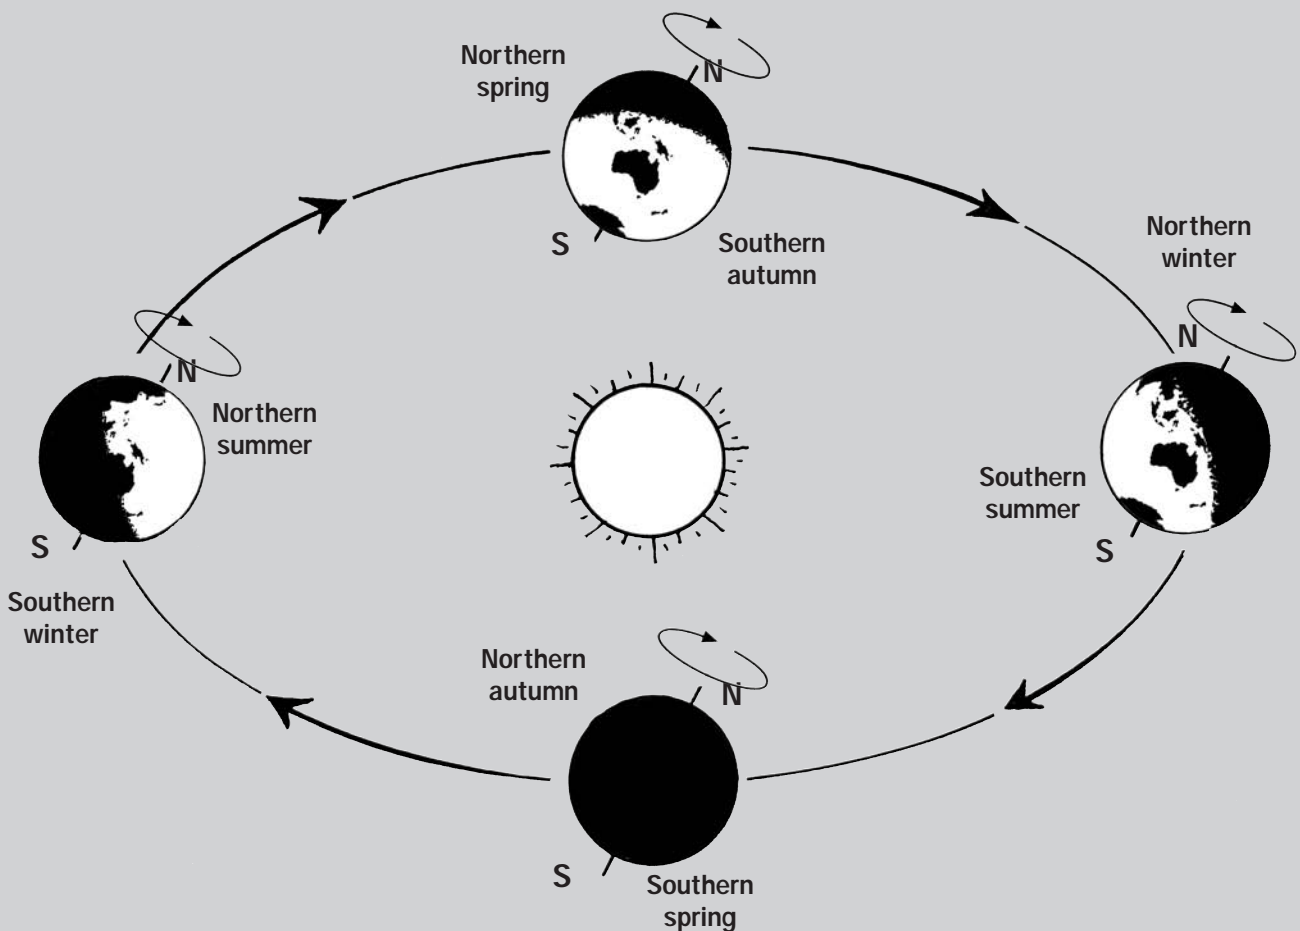 Northern
spring
N
S
Southern
autumn
Northern
winter
N
Southern
summer
S
N
Northern
summer
S
Southern
winter
Northern
autumn
N
S
Southern
spring